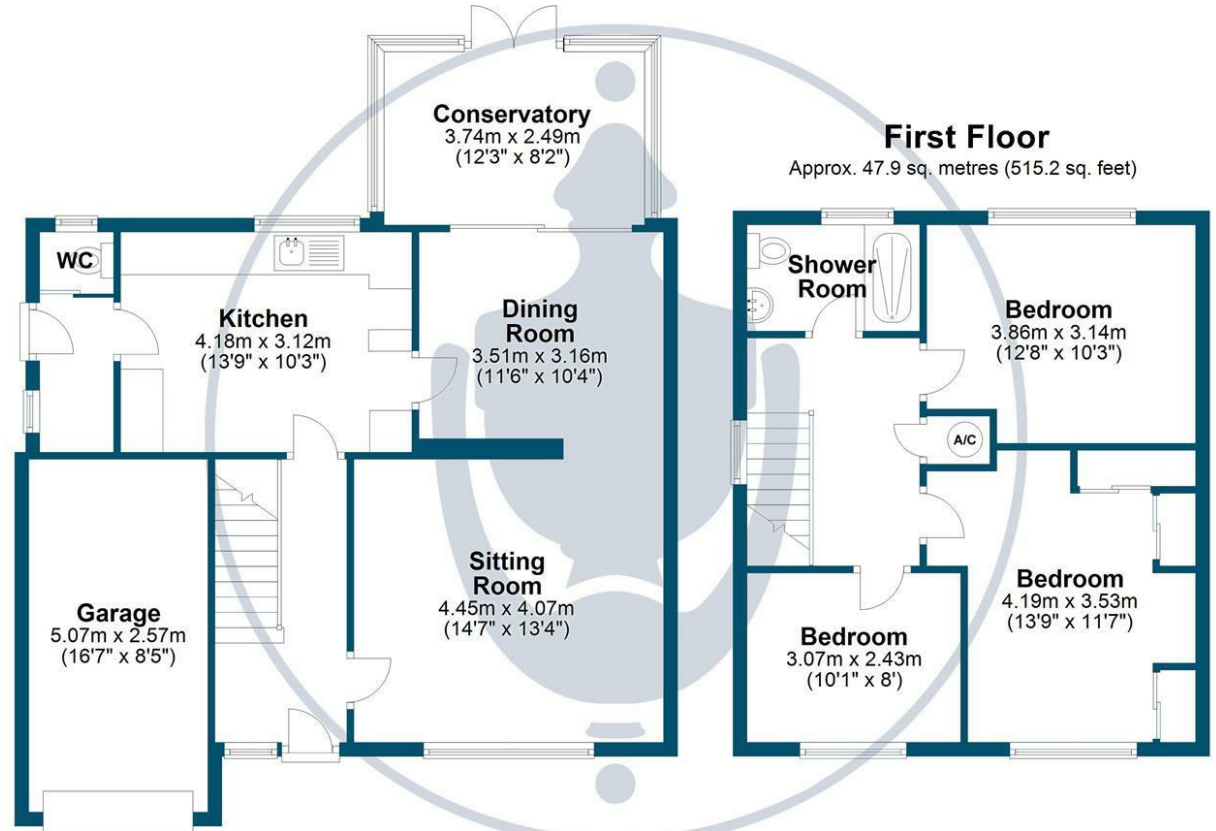 Conservatory
3.74m x 2.49m
(12'3" x 8'2")
WC
Kitchen
4.18m x 3.12m
(13'9" x 10'3")
Dining
Room
3.51m x 3.16m
(11'6" x 10'4")
Garage
5.07m x 2.57m
(16'7" x 8'5")
Sitting
Room
4.45m x 4.07m
(14'7" x 13'4")
First Floor
Approx. 47.9 sq. metres (515.2 sq. feet)
Shower
Room
Bedroom
3.86m x 3.14m
(12'8" x 10'3")
A/C
Bedroom
4.19m x 3.53m
(13'9" x 11'7")
Bedroom
3.07m x 2.43m
(10'1" x 8')